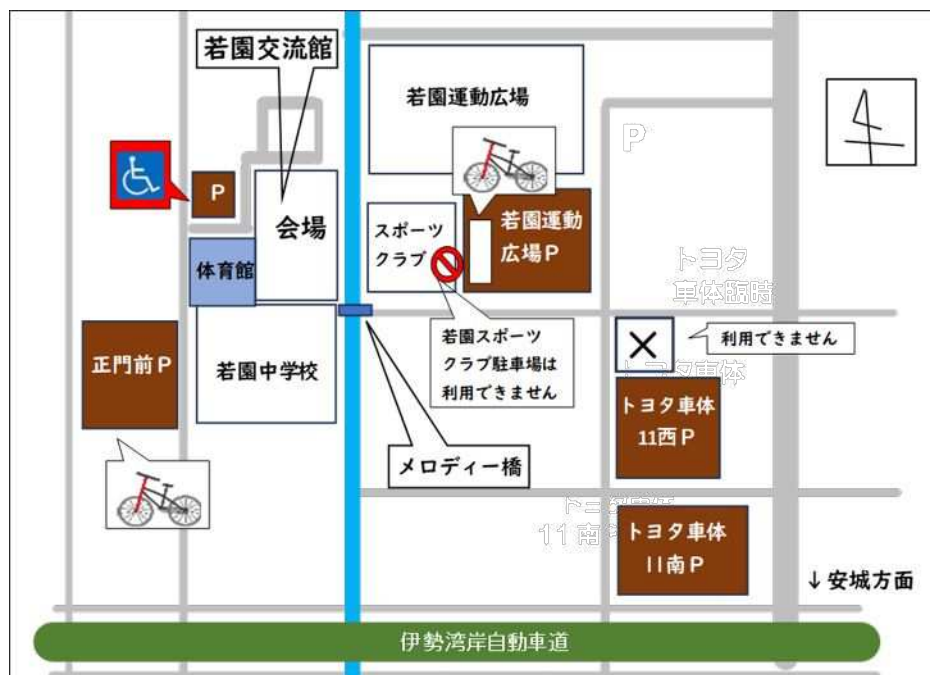 若園交流館
若園運動広場
P
P
会場
スポーツ
クラブ
若園運動
広場P
トヨタ
車体臨時
体育館
若園スポーツ
クラブ駐車場は
利用できません
利用できません
正門前P
若園中学校
トヨタ車体
トヨタ車体
11西P
メロディー橋
11南
トヨタ車体
11南P
↓安城方面
伊勢湾岸自動車道